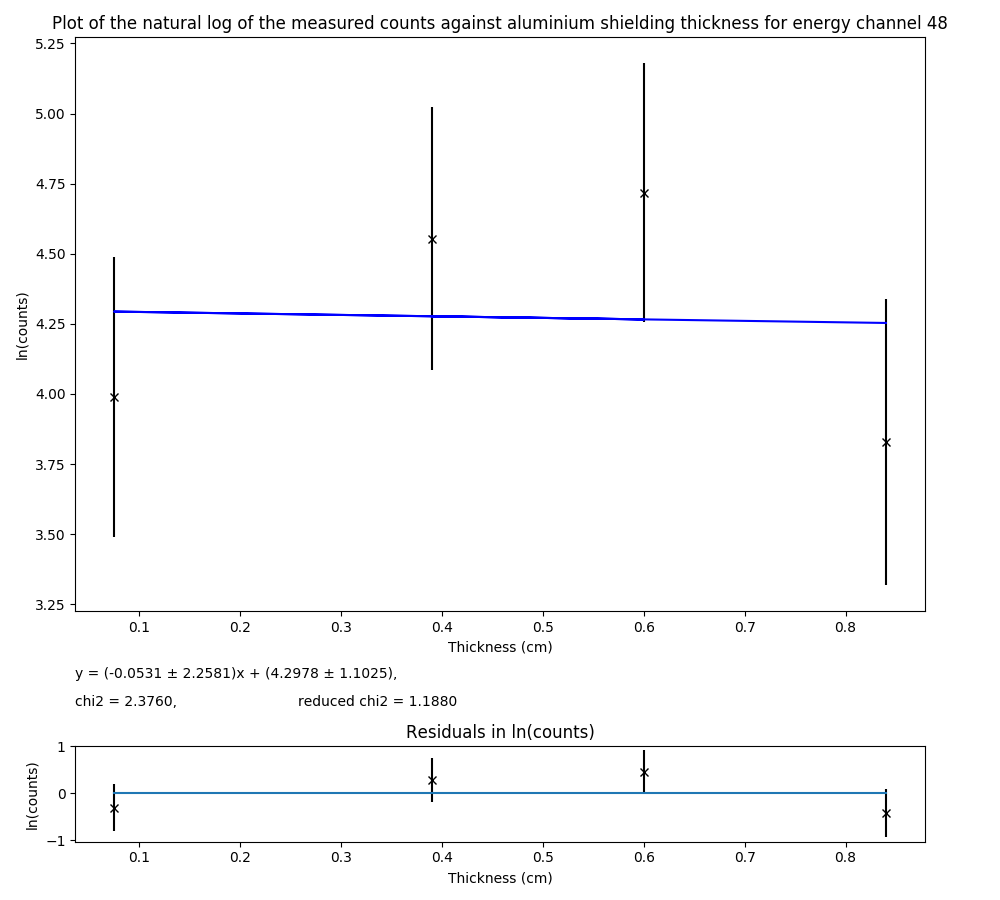 Plot of the natural log of the measured counts against aluminium shielding thickness for energy channel 48
5.25
5.00
4.75
4.50
4.25
4.00
3.75
3.50
3.25
ln(counts)
0.1 0.2 0.3 0.4 0.5 0.6 0.7 0.8
Thickness (cm)
y = (-0.0531 ± 2.2581)x + (4.2978 ± 1.1025),
chi2 = 2.3760, reduced chi2 = 1.1880
Residuals in ln(counts)
1
0
−1
ln(counts)
0.1 0.2 0.3 0.4 0.5 0.6 0.7 0.8
Thickness (cm)